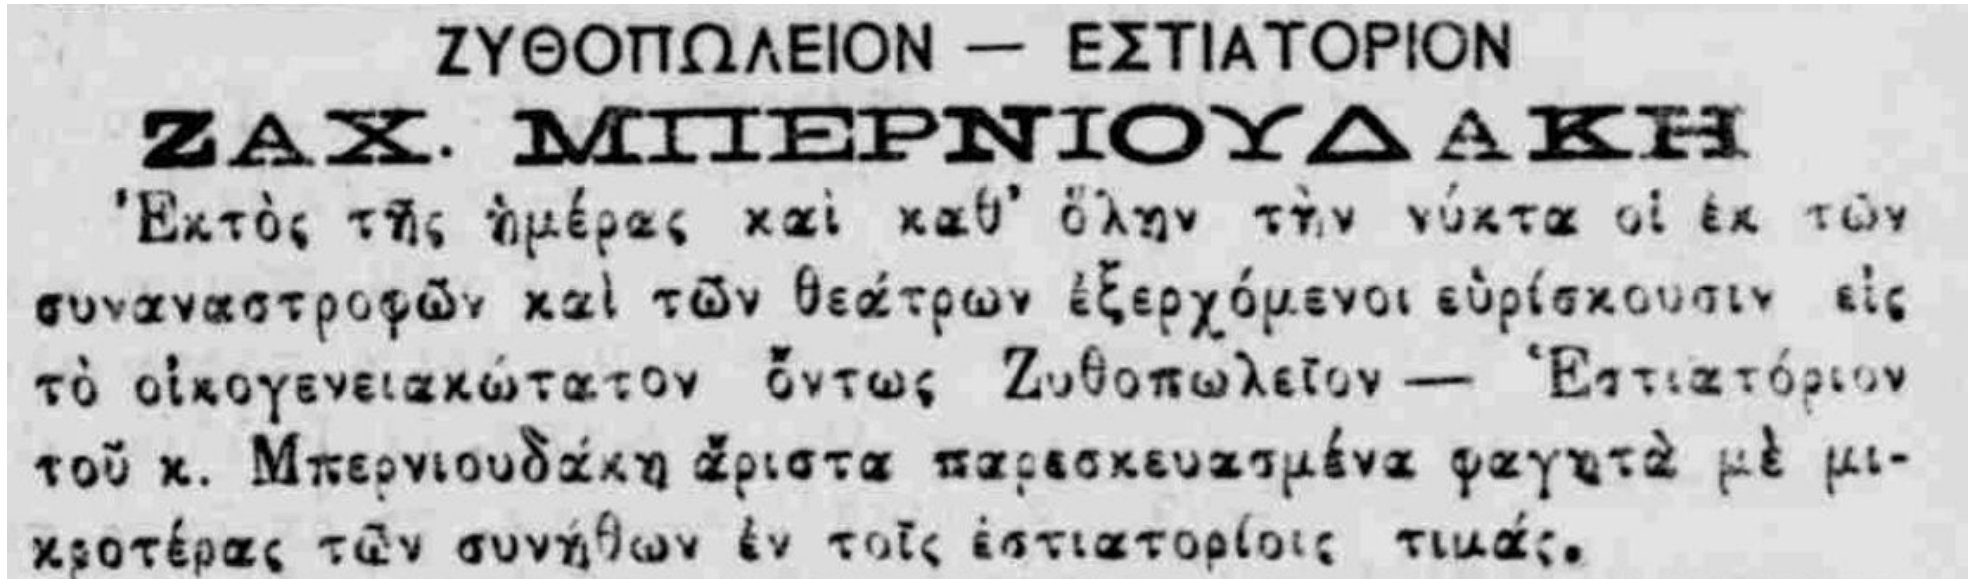 ΖΥΘΟΠΩΛΕΙΟΝ — ΕΣΤΙΑΤΟΡΙΟΝ
ΖΑΧ. ΜΠΕΡΝΙΟΥΔΑΚΗ
Ἐκτὸς τῆς ἡμέρας καὶ καθ’ ὅλην τὴν νύκτα οἱ ἐκ τῶν
συναναστροφῶν καὶ τῶν θεάτρων ἐξερχόμενοι εὑρίσκουσιν εἰς
τὸ οἰκογενειακώτατον ὄντως Ζυθοπωλεῖον — Ἑστιατόριον
τοῦ κ. Μπερνιουδάκη ἄριστα παρεσκευασμένα φαγητὰ μὲ μι-
κροτέρας τῶν συνήθων ἐν τοῖς ἑστιατορίοις τιμάς.